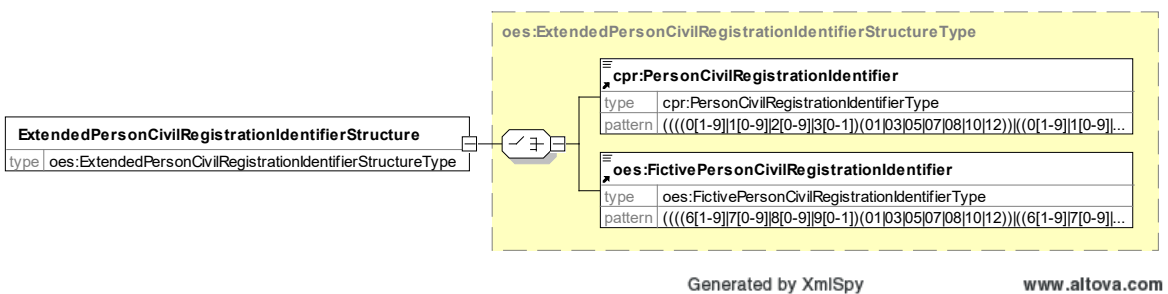 oes:ExtendedPersonCivilRegistrationIdentifierStructureType
cpr:PersonCivilRegistrationIdentifier
type cpr:PersonCivilRegistrationIdentifierType
pattern ((((0[1-9]|1[0-9]|2[0-9]|3[0-1])(01|03|05|07|08|10|12))|((0[1-9]|1[0-9]|...
ExtendedPersonCivilRegistrationIdentifierStructure
type oes:ExtendedPersonCivilRegistrationIdentifierStructureType
oes:FictivePersonCivilRegistrationIdentifier
type oes:FictivePersonCivilRegistrationIdentifierType
pattern ((((6[1-9]|7[0-9]|8[0-9]|9[0-1])(01|03|05|07|08|10|12))|((6[1-9]|7[0-9]|...
Generated by XmlSpy www.altova.com